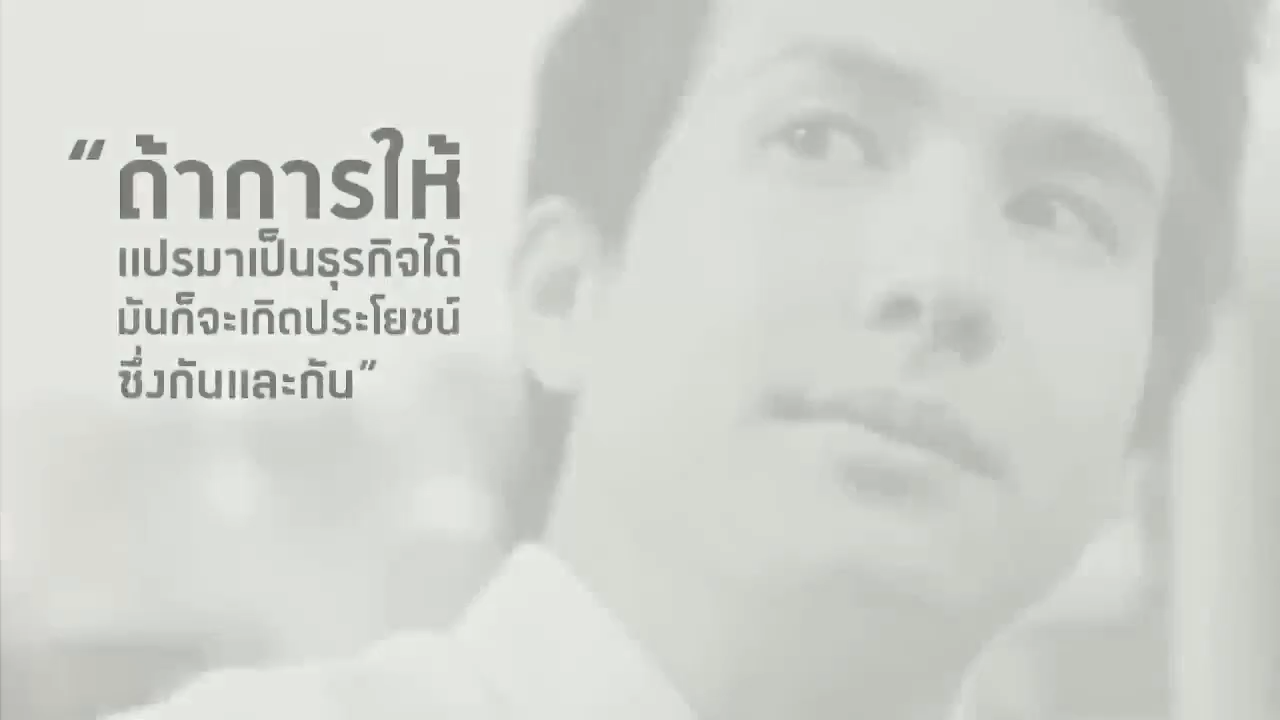 “ ถ้าการให้
แปรมาเป็นธุรกิจได้
มันก็จะเกิดประโยชน์
ซึ่งกันและกัน”